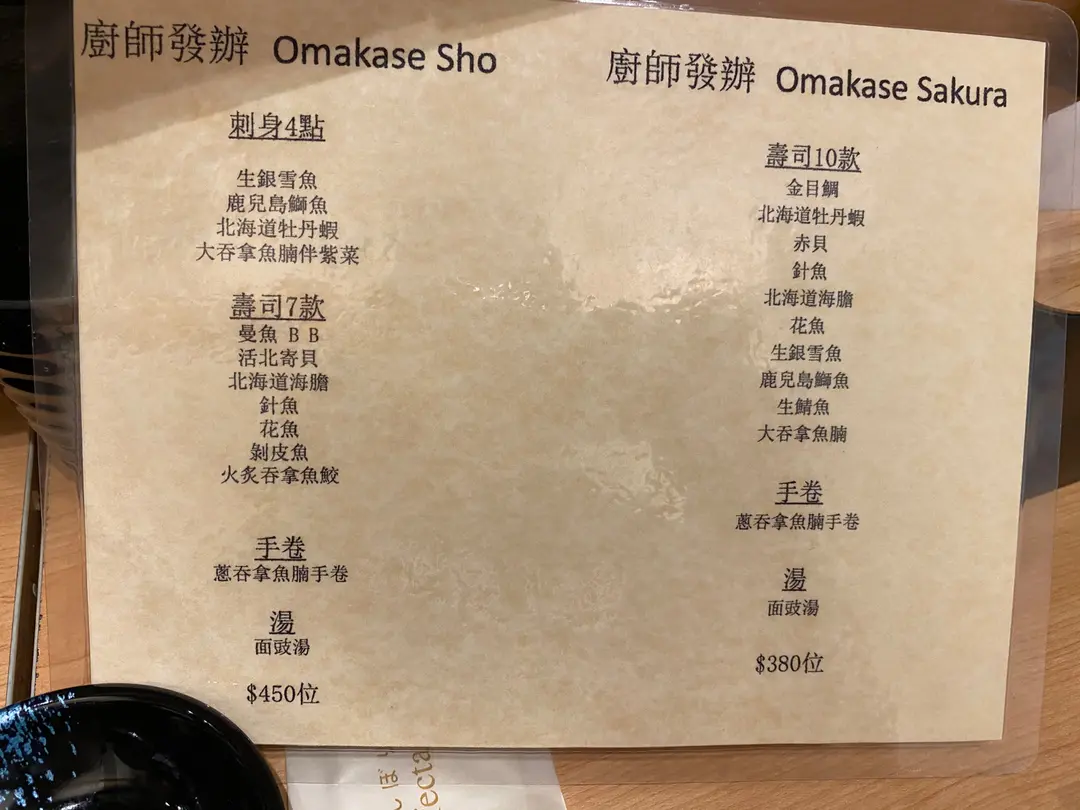 廚師發辦 Omakase Sho
刺身4點
生銀雪魚
鹿兒島鰤魚
北海道牡丹蝦
大吞拿魚腩伴紫菜
壽司7款
曼魚 B B
活北寄貝
北海道海膽
針魚
花魚
剝皮魚
火炙吞拿魚鮫
手卷
蔥吞拿魚腩手卷
湯
面豉湯
$450位
廚師發辦 Omakase Sakura
壽司10款
金目鯛
北海道牡丹蝦
赤貝
針魚
北海道海膽
花魚
生銀雪魚
鹿兒島鰤魚
生鯖魚
大吞拿魚腩
手卷
蔥吞拿魚腩手卷
湯
面豉湯
$380位